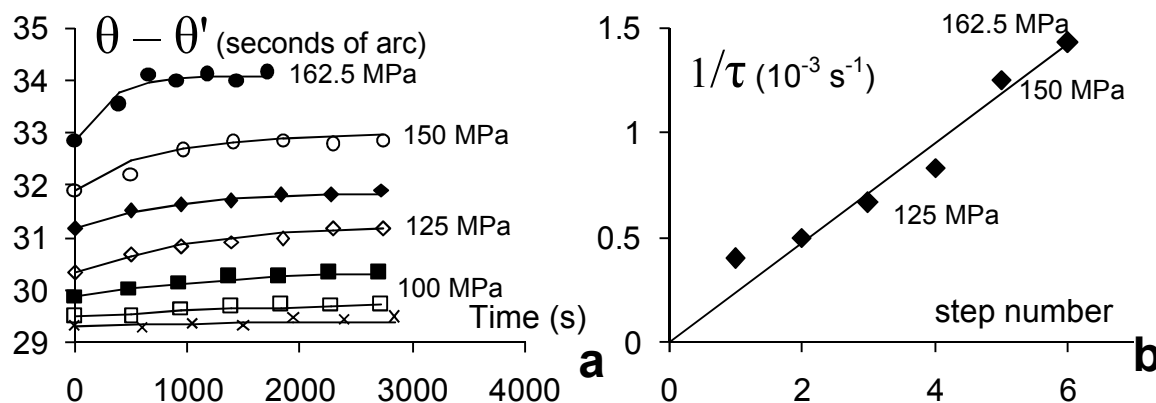 35
θ – θ' (seconds of arc)
34
162.5 MPa
33
150 MPa
32
31
125 MPa
30
100 MPa
Time (s)
29
0 1000 2000 3000 4000
a
1.5
162.5 MPa
1/τ (10⁻³ s⁻¹)
150 MPa
1
125 MPa
0.5
step number
0
0 2 4 6
b